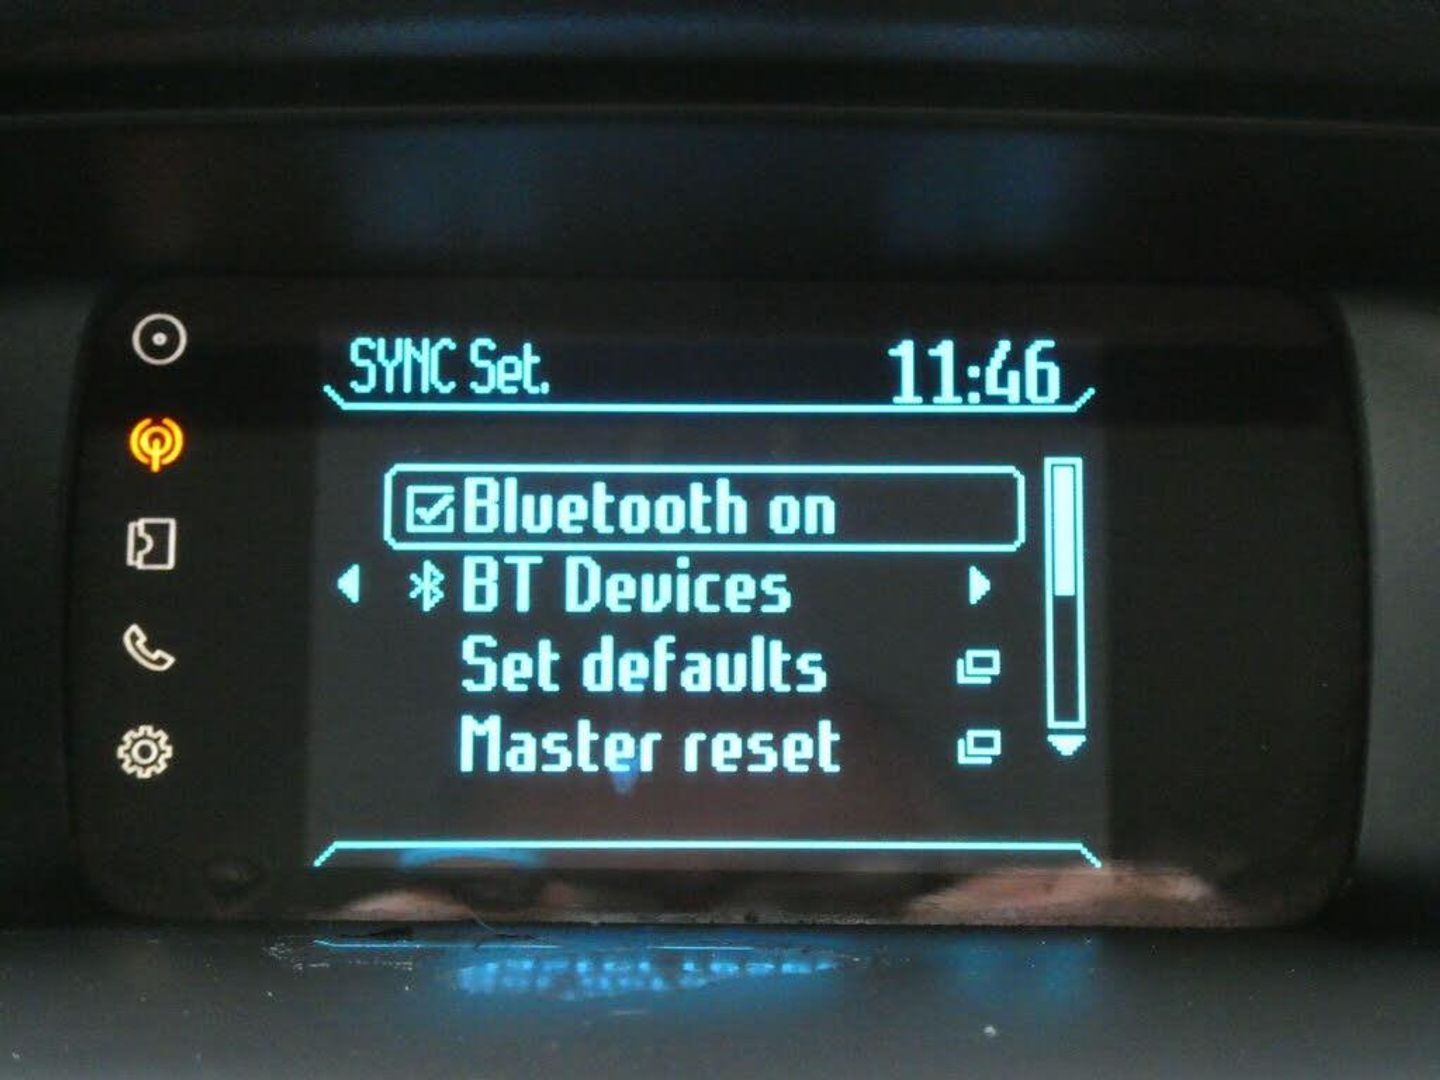 SYNC Set. 11:46
Bluetooth on
BT Devices
Set defaults
Master reset